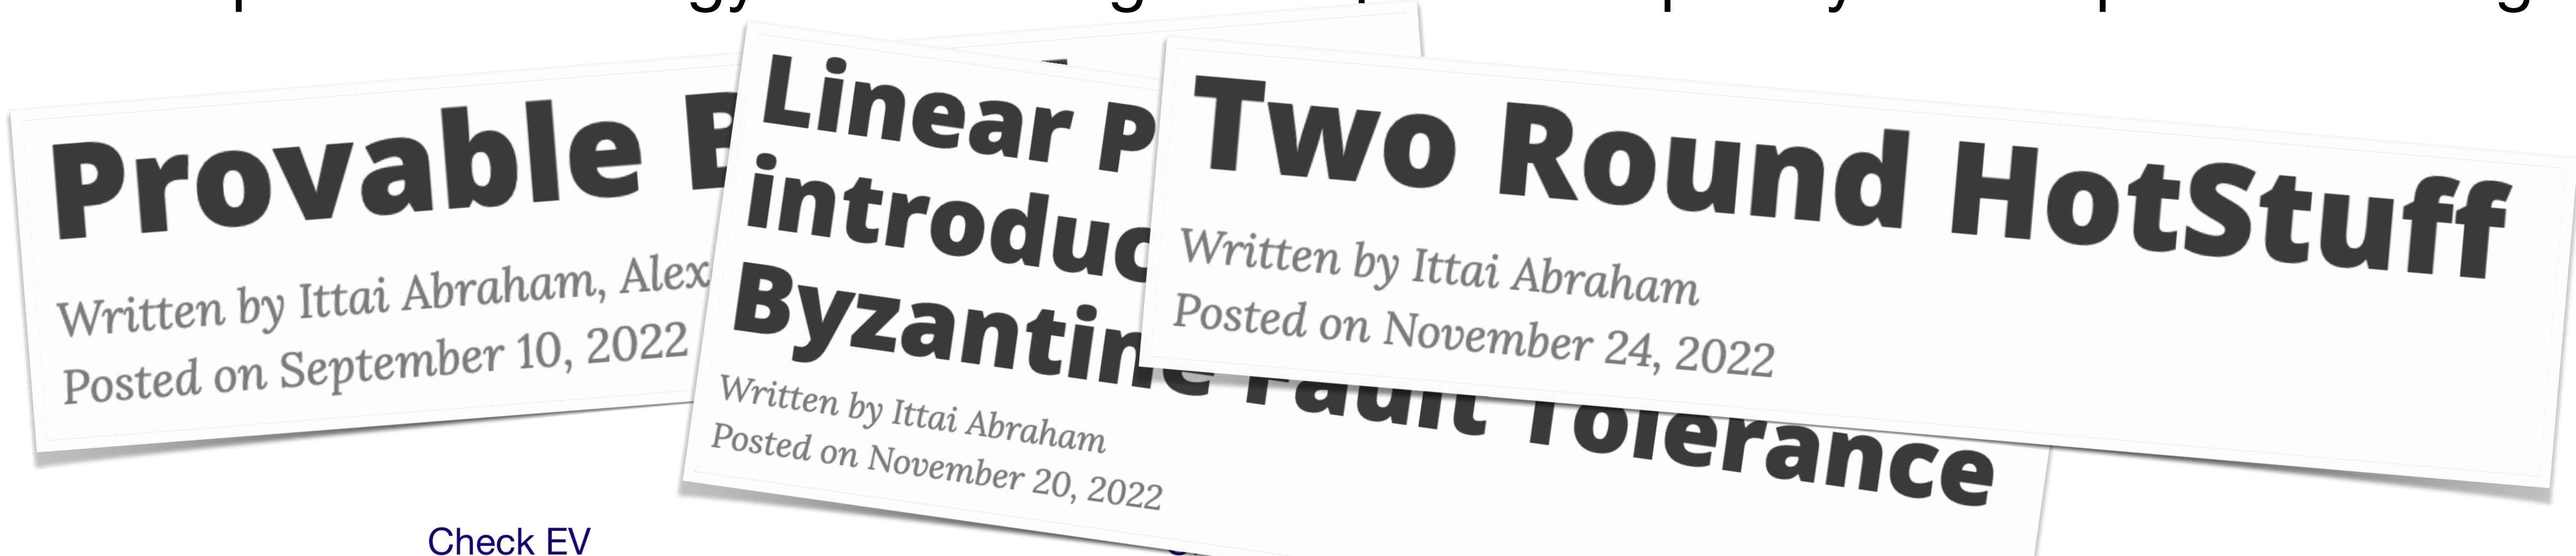 Provable
Written by Ittai Abraham, Alex
Posted on September 10, 2022
Linear P
introduc
Byzantine Fault Tolerance
Written by Ittai Abraham
Posted on November 20, 2022
Two Round HotStuff
Written by Ittai Abraham
Posted on November 24, 2022
Check EV